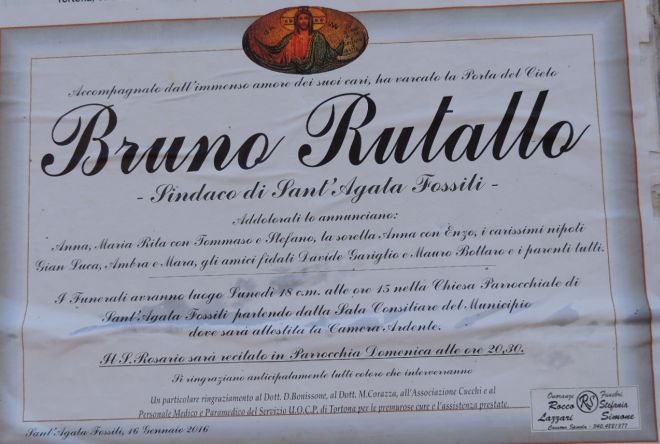 Accompagnato dall'immenso amore dei suoi cari, ha varcato la Porta del Cielo
Bruno Rutallo
- Sindaco di Sant'Agata Fossili -
Addolorati lo annunciano:
Anna, Maria Rita con Tommaso e Stefano, la sorella Anna con Enzo, i carissimi nipoti
Gian Luca, Ambra e Mara, gli amici fidati Davide Gariglio e Mauro Bottaro e i parenti tutti.
I Funerali avranno luogo Lunedì 18 c.m. alle ore 15 nella Chiesa Parrocchiale di
Sant'Agata Fossili partendo dalla Sala Consiliare del Municipio
dove sarà allestita la Camera Ardente.
Il S.Rosario sarà recitato in Parrocchia Domenica alle ore 20,30.
Si ringraziano anticipatamente tutti coloro che interverranno
Un particolare ringraziamento al Dott. D.Bonissone, al Dott. M.Corazza, all'Associazione Cucchi e al
Personale Medico e Paramedico del Servizio U.O.C.P. di Tortona per le premurose cure e l'assistenza prestate.
Sant'Agata Fossili, 16 Gennaio 2016
Onoranze Funebri
Rocco RS Stefania
Lazzari Simone